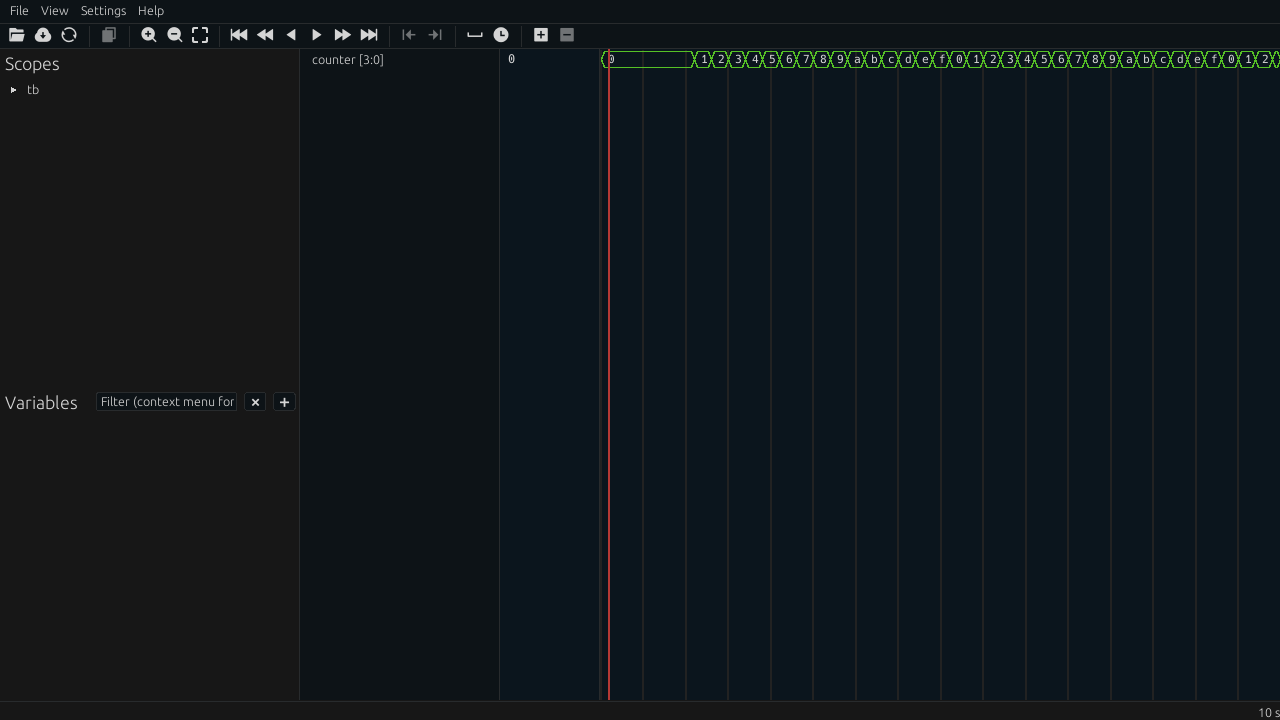 File View Settings Help
Scopes
tb
Variables Filter (context menu for
counter [3:0]
0
0 1 2 3 4 5 6 7 8 9 a b c d e f 0 1 2 3 4 5 6 7 8 9 a b c d e f 0 1 2
10 s